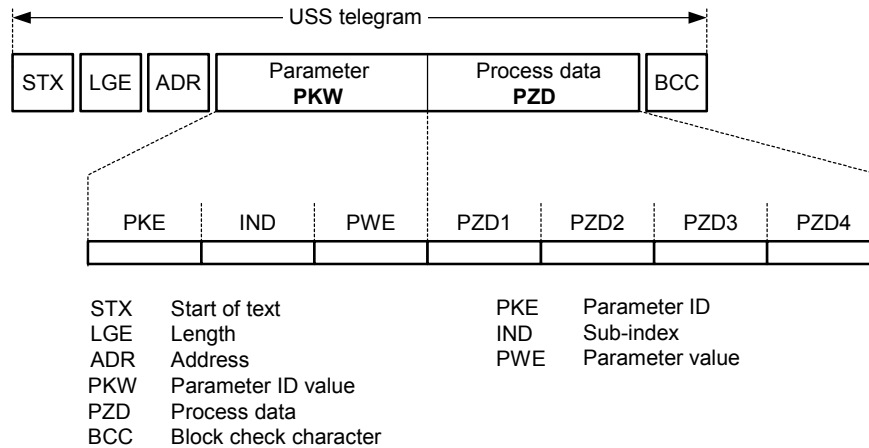 USS telegram
STX LGE ADR Parameter PKW Process data PZD BCC
PKE IND PWE PZD1 PZD2 PZD3 PZD4
STX Start of text
LGE Length
ADR Address
PKW Parameter ID value
PZD Process data
BCC Block check character
PKE Parameter ID
IND Sub-index
PWE Parameter value